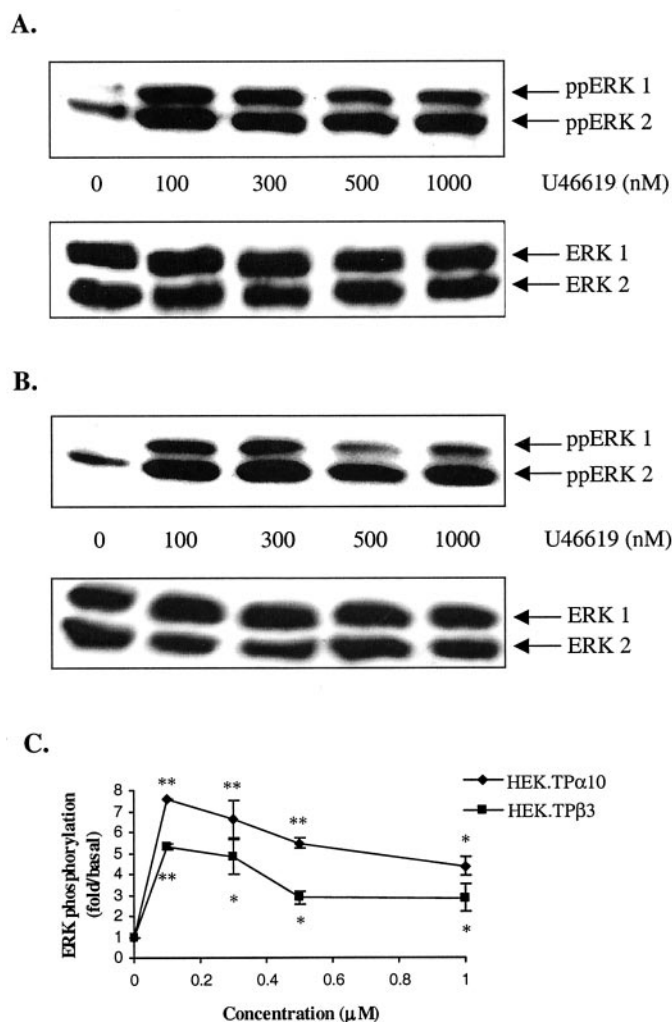 A.
ppERK 1
ppERK 2
0 100 300 500 1000 U46619 (nM)
ERK 1
ERK 2
B.
ppERK 1
ppERK 2
0 100 300 500 1000 U46619 (nM)
ERK 1
ERK 2
C.
HEK.TPα10
HEK.TPβ3
ERK phosphorylation
(fold/basal)
8
7
6
5
4
3
2
1
0
** ** ** *
** * * *
0 0.2 0.4 0.6 0.8 1
Concentration (μM)